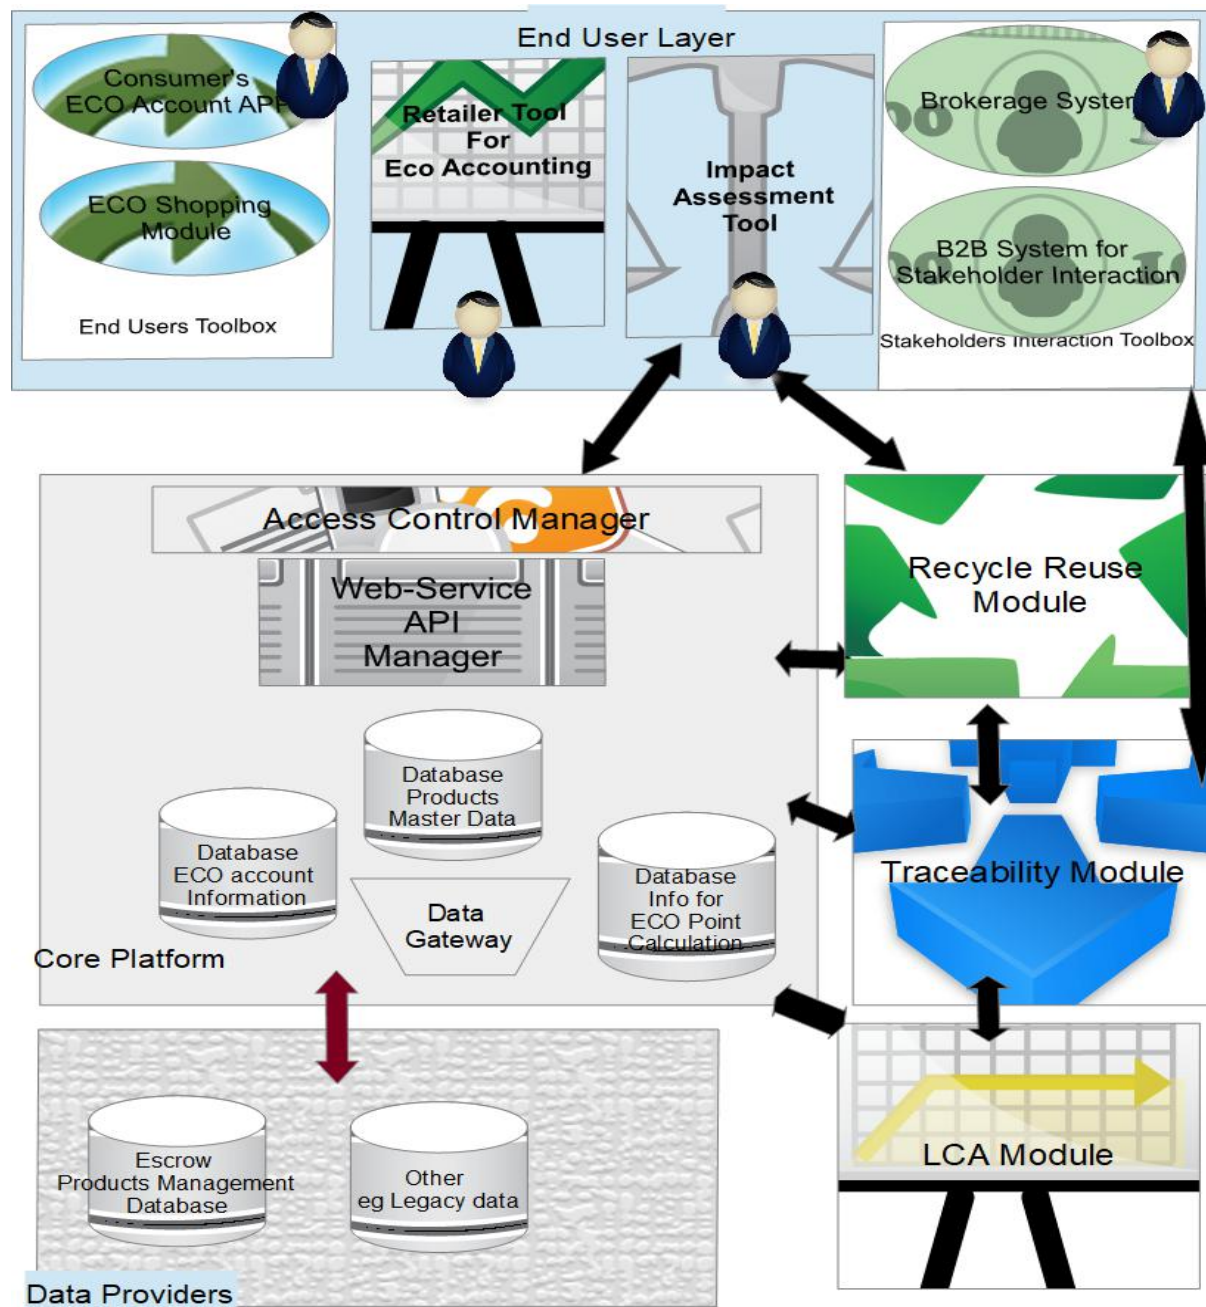 End User Layer
Consumer's
ECO Account APP
ECO Shopping
Module
End Users Toolbox
Retailer Tool
For
Eco Accounting
Impact
Assessment
Tool
Brokerage System
B2B System for
Stakeholder Interaction
Stakeholders Interaction Toolbox
Access Control Manager
Web-Service
API
Manager
Recycle Reuse
Module
Database
Products
Master Data
Database
ECO account
Information
Database
Info for
ECO Point
Calculation
Data
Gateway
Core Platform
Traceability Module
LCA Module
Escrow
Products Management
Database
Other
eg Legacy data
Data Providers